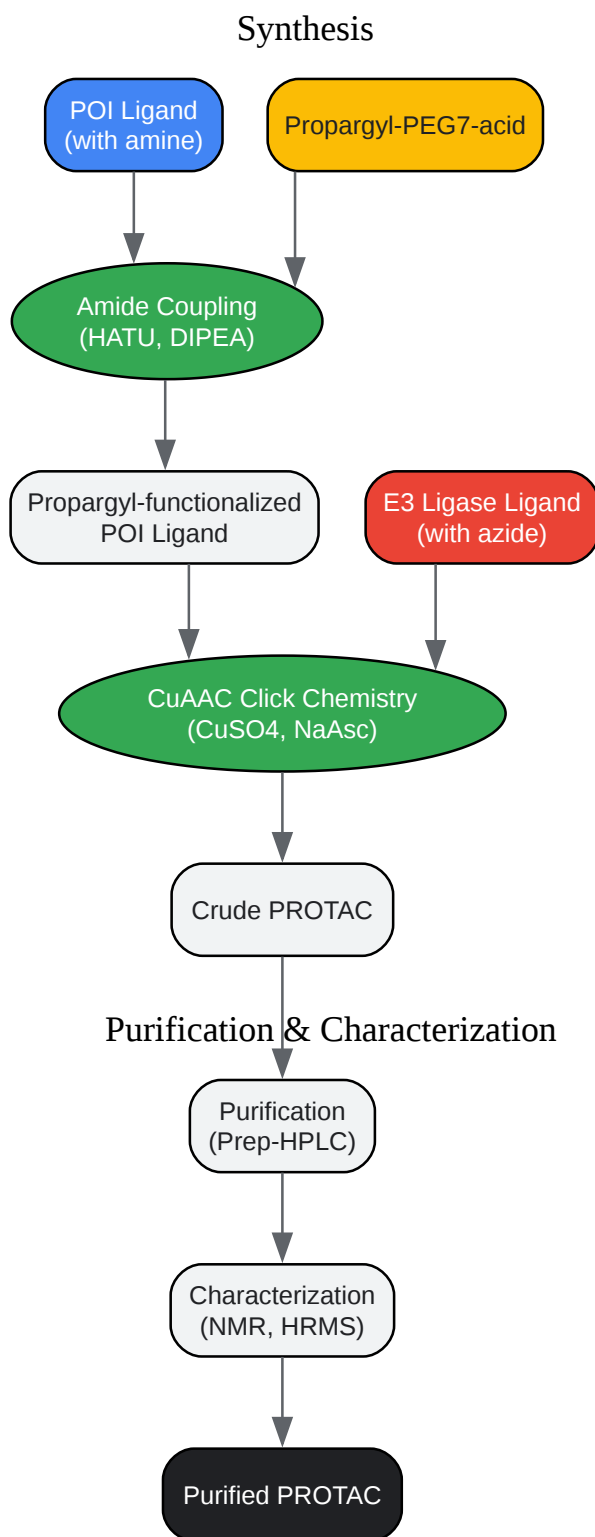 Synthesis
POI Ligand
(with amine)
Propargyl-PEG7-acid
Amide Coupling
(HATU, DIPEA)
Propargyl-functionalized
POI Ligand
E3 Ligase Ligand
(with azide)
CuAAC Click Chemistry
(CuSO4, NaAsc)
Crude PROTAC
Purification & Characterization
Purification
(Prep-HPLC)
Characterization
(NMR, HRMS)
Purified PROTAC